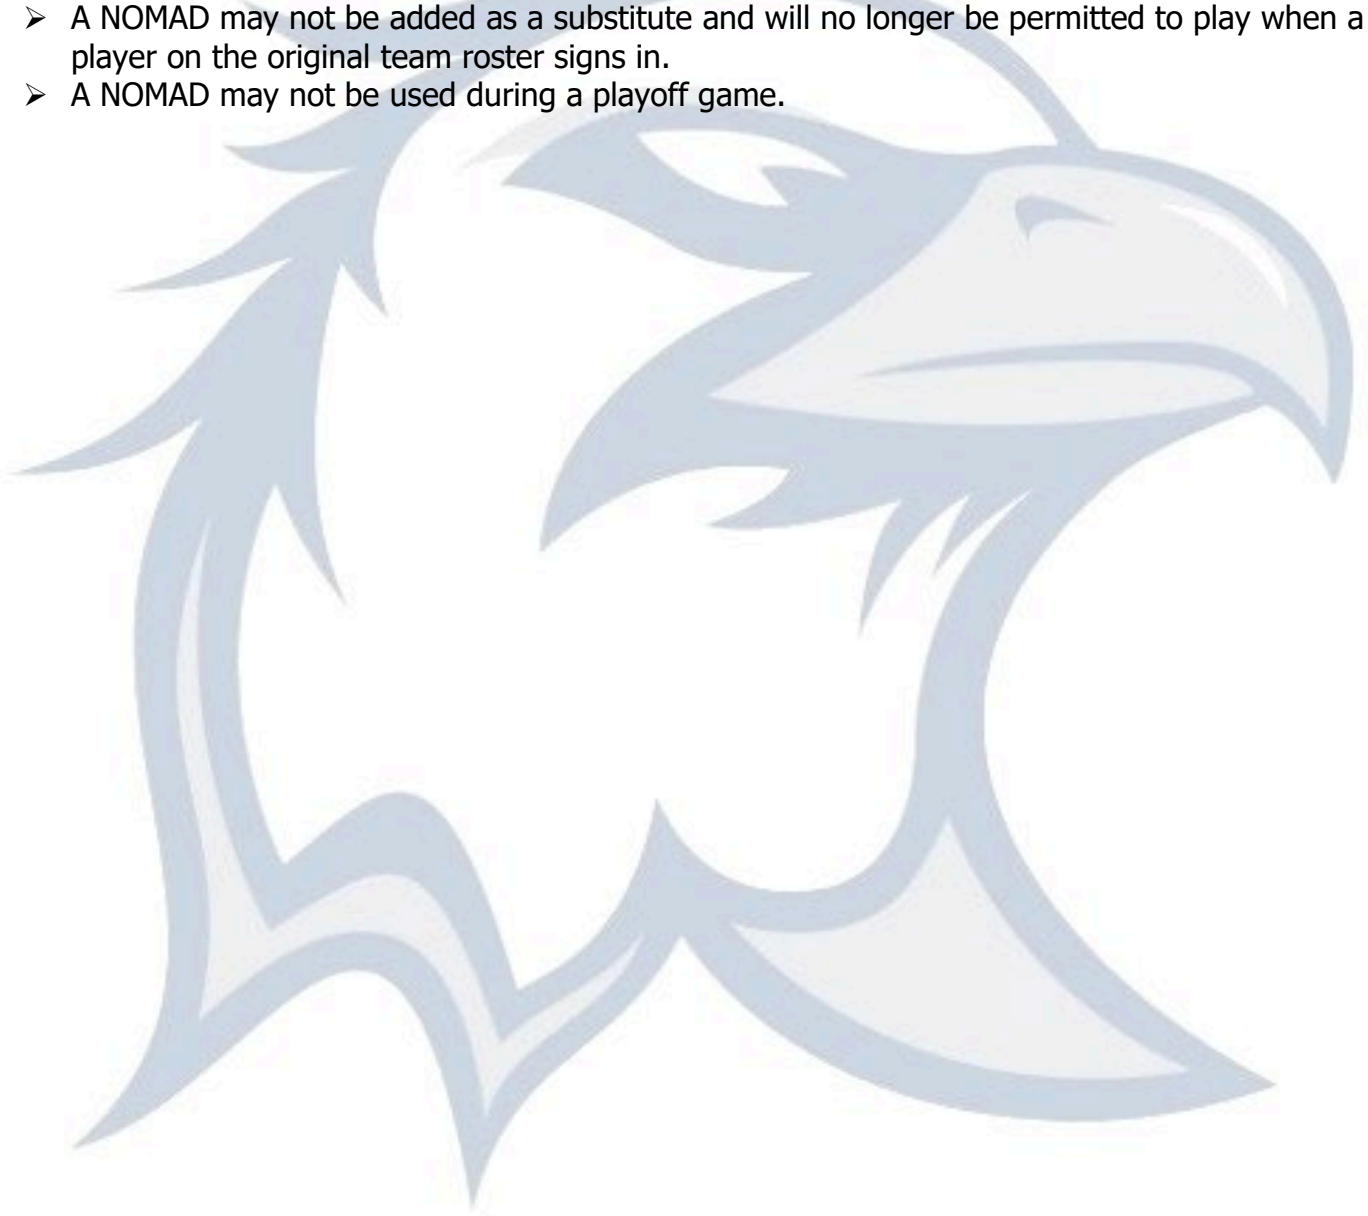 ➢ A NOMAD may not be added as a substitute and will no longer be permitted to play when a
player on the original team roster signs in.
➢ A NOMAD may not be used during a playoff game.